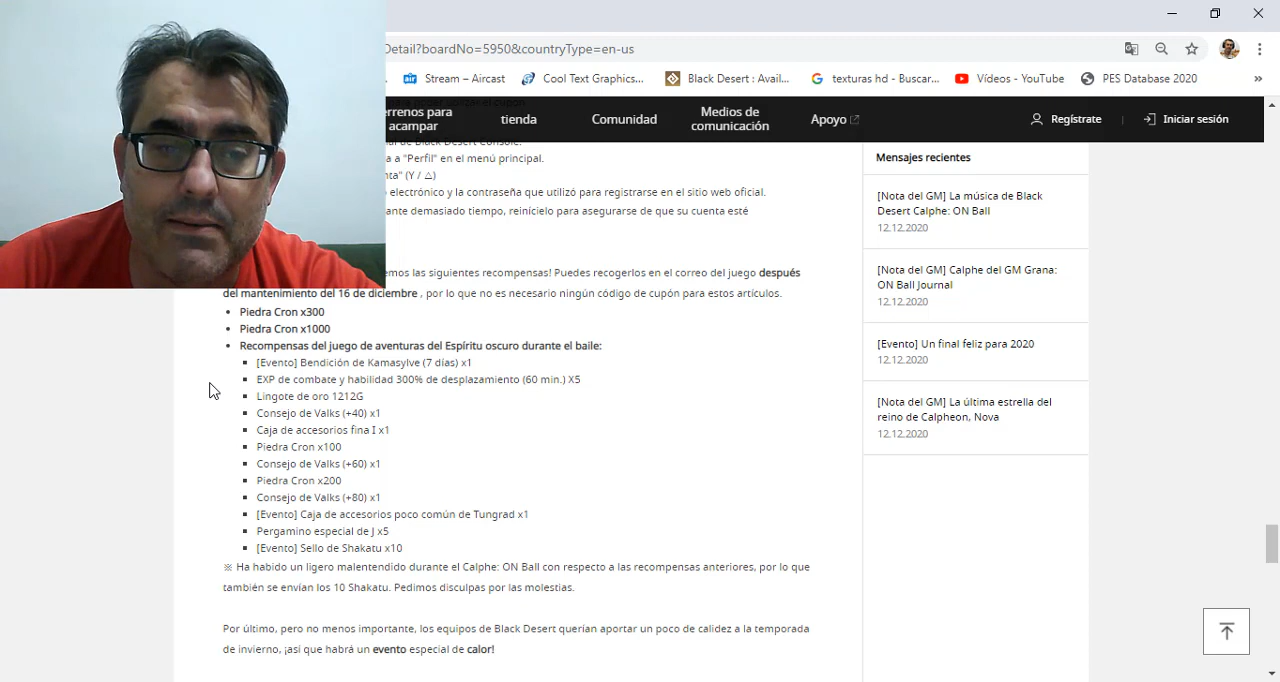 Detail?boardNo=5950&countryType=en-us
Stream – Aircast
Cool Text Graphics...
Black Desert : Avail...
texturas hd - Buscar...
Vídeos - YouTube
PES Database 2020
»
errenos para acampar
tienda
Comunidad
Medios de comunicación
Apoyo
Regístrate
Iniciar sesión
a a "Perfil" en el menú principal.
nta" (Y / △)
electrónico y la contraseña que utilizó para registrarse en el sitio web oficial.
ante demasiado tiempo, reinícielo para asegurarse de que su cuenta esté
emos las siguientes recompensas! Puedes recogerlos en el correo del juego después
del mantenimiento del 16 de diciembre , por lo que no es necesario ningún código de cupón para estos artículos.
Piedra Cron x300
Piedra Cron x1000
Recompensas del juego de aventuras del Espíritu oscuro durante el baile:
[Evento] Bendición de Kamasylve (7 días) x1
EXP de combate y habilidad 300% de desplazamiento (60 min.) X5
Lingote de oro 1212G
Consejo de Valks (+40) x1
Caja de accesorios fina I x1
Piedra Cron x100
Consejo de Valks (+60) x1
Piedra Cron x200
Consejo de Valks (+80) x1
[Evento] Caja de accesorios poco común de Tungrad x1
Pergamino especial de J x5
[Evento] Sello de Shakatu x10
※ Ha habido un ligero malentendido durante el Calphe: ON Ball con respecto a las recompensas anteriores, por lo que
también se envían los 10 Shakatu. Pedimos disculpas por las molestias.
Por último, pero no menos importante, los equipos de Black Desert querían aportar un poco de calidez a la temporada
de invierno, ¡así que habrá un evento especial de calor!
Mensajes recientes
[Nota del GM] La música de Black
Desert Calphe: ON Ball
12.12.2020
[Nota del GM] Calphe del GM Grana:
ON Ball Journal
12.12.2020
[Evento] Un final feliz para 2020
12.12.2020
[Nota del GM] La última estrella del
reino de Calpheon, Nova
12.12.2020